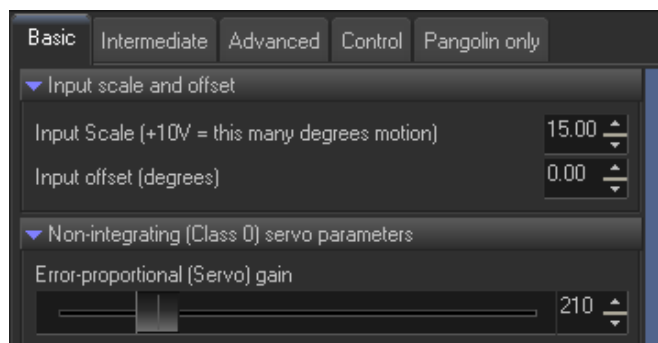 Basic Intermediate Advanced Control Pangolin only
Input scale and offset
Input Scale (+10V = this many degrees motion) 15.00
Input offset (degrees) 0.00
Non-integrating (Class 0) servo parameters
Error-proportional (Servo) gain
210